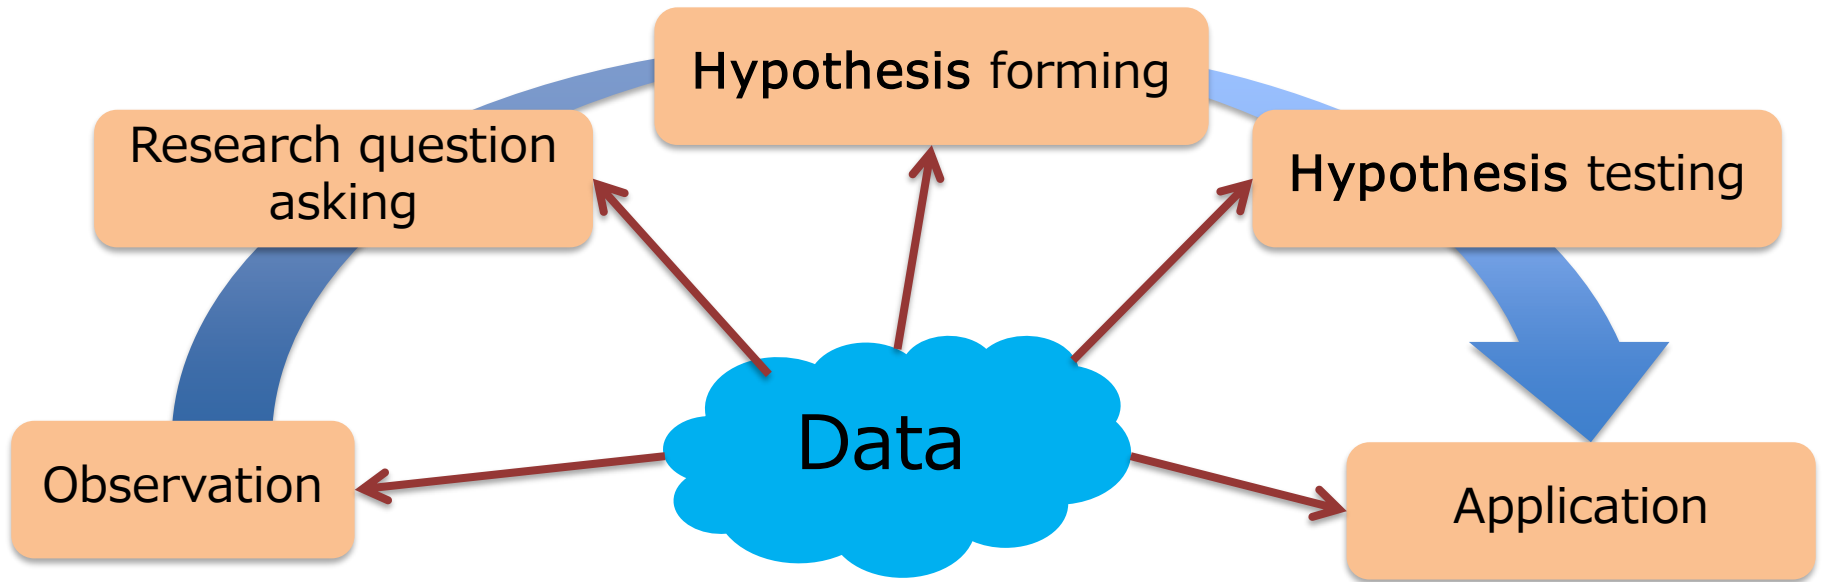 Hypothesis forming
Research question
asking
Hypothesis testing
Data
Observation
Application